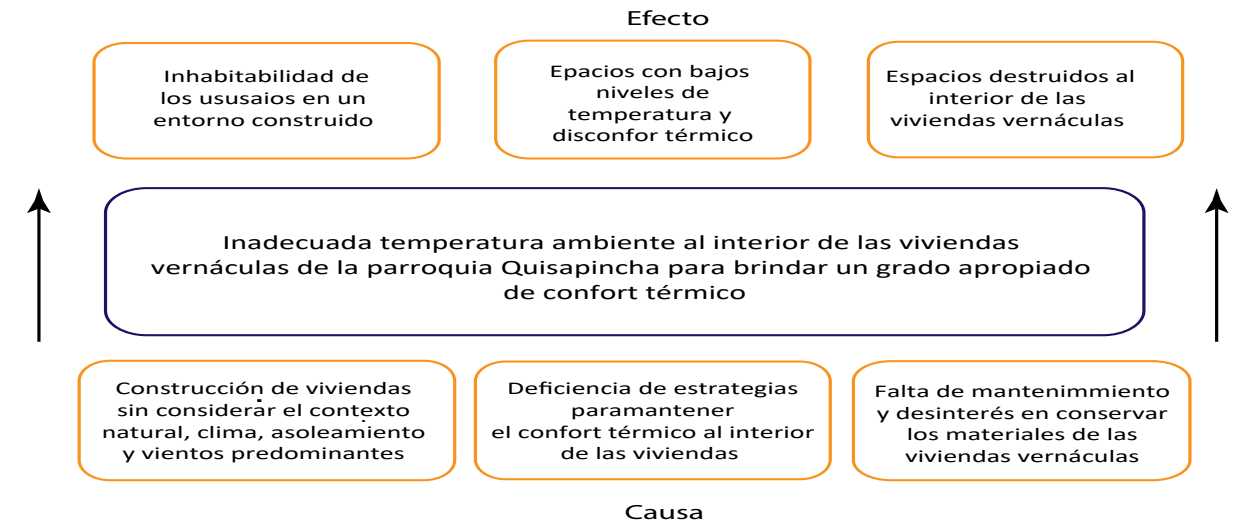 Efecto
Inhabitabilidad de
los ususaios en un
entorno construido
Epacios con bajos
niveles de
temperatura y
disconfor térmico
Espacios destruidos al
interior de las
viviendas vernáculas
Inadecuada temperatura ambiente al interior de las viviendas
vernáculas de la parroquia Quisapincha para brindar un grado apropiado
de confort térmico
Construcción de viviendas
sin considerar el contexto
natural, clima, asoleamiento
y vientos predominantes
Deficiencia de estrategias
paramantener
el confort térmico al interior
de las viviendas
Falta de mantenimmiento
y desinterés en conservar
los materiales de las
viviendas vernáculas
Causa